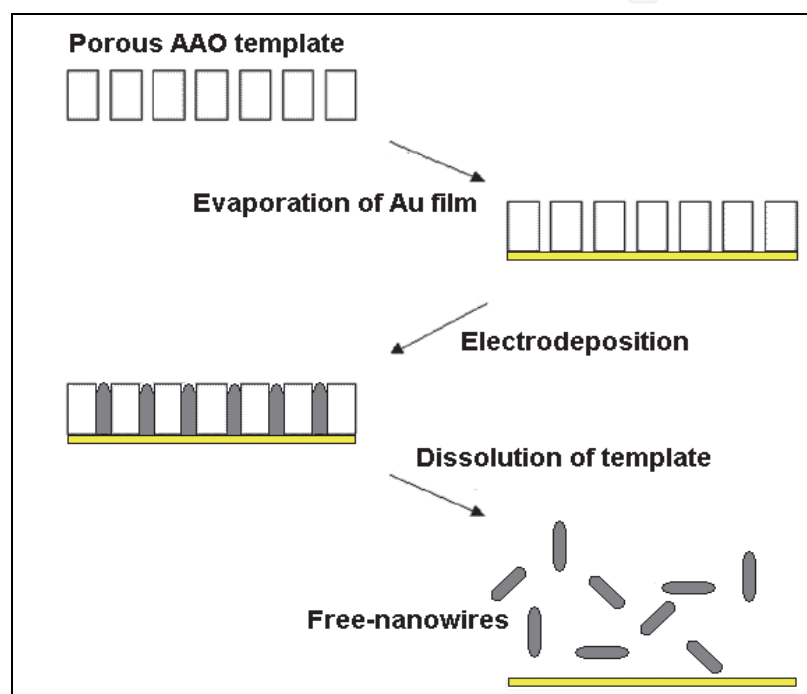 Porous AAO template
Evaporation of Au film
Electrodeposition
Dissolution of template
Free-nanowires